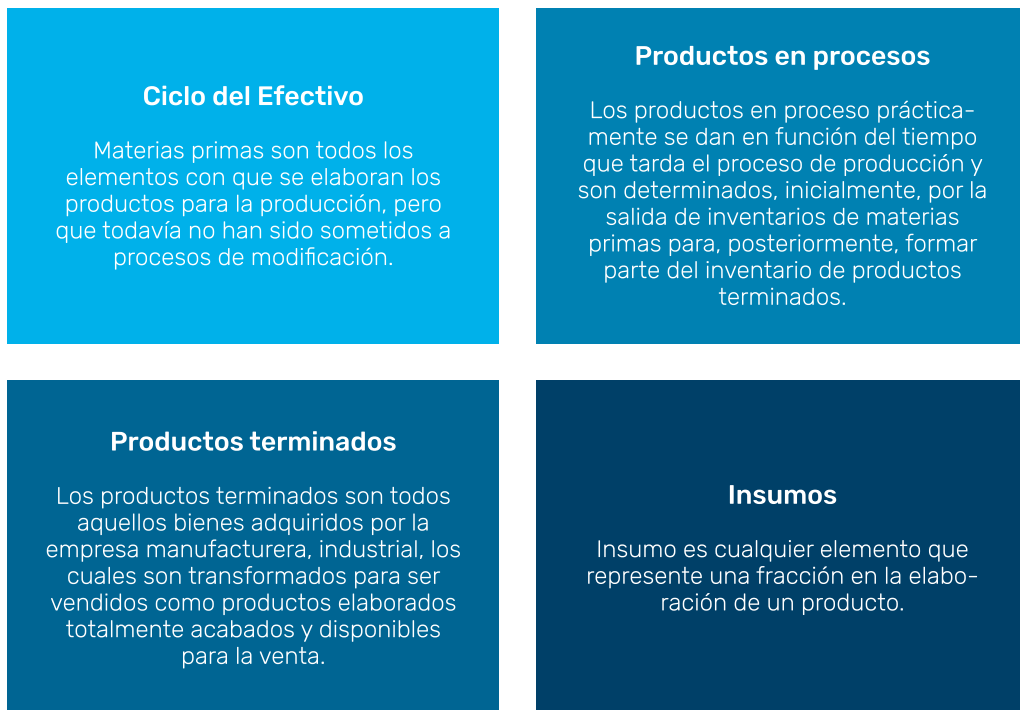 Ciclo del Efectivo
Materias primas son todos los
elementos con que se elaboran los
productos para la producción, pero
que todavía no han sido sometidos a
procesos de modificación.
Productos en procesos
Los productos en proceso práctica-
mente se dan en función del tiempo
que tarda el proceso de producción y
son determinados, inicialmente, por la
salida de inventarios de materias
primas para, posteriormente, formar
parte del inventario de productos
terminados.
Productos terminados
Los productos terminados son todos
aquellos bienes adquiridos por la
empresa manufacturera, industrial, los
cuales son transformados para ser
vendidos como productos elaborados
totalmente acabados y disponibles
para la venta.
Insumos
Insumo es cualquier elemento que
represente una fracción en la elabo-
ración de un producto.